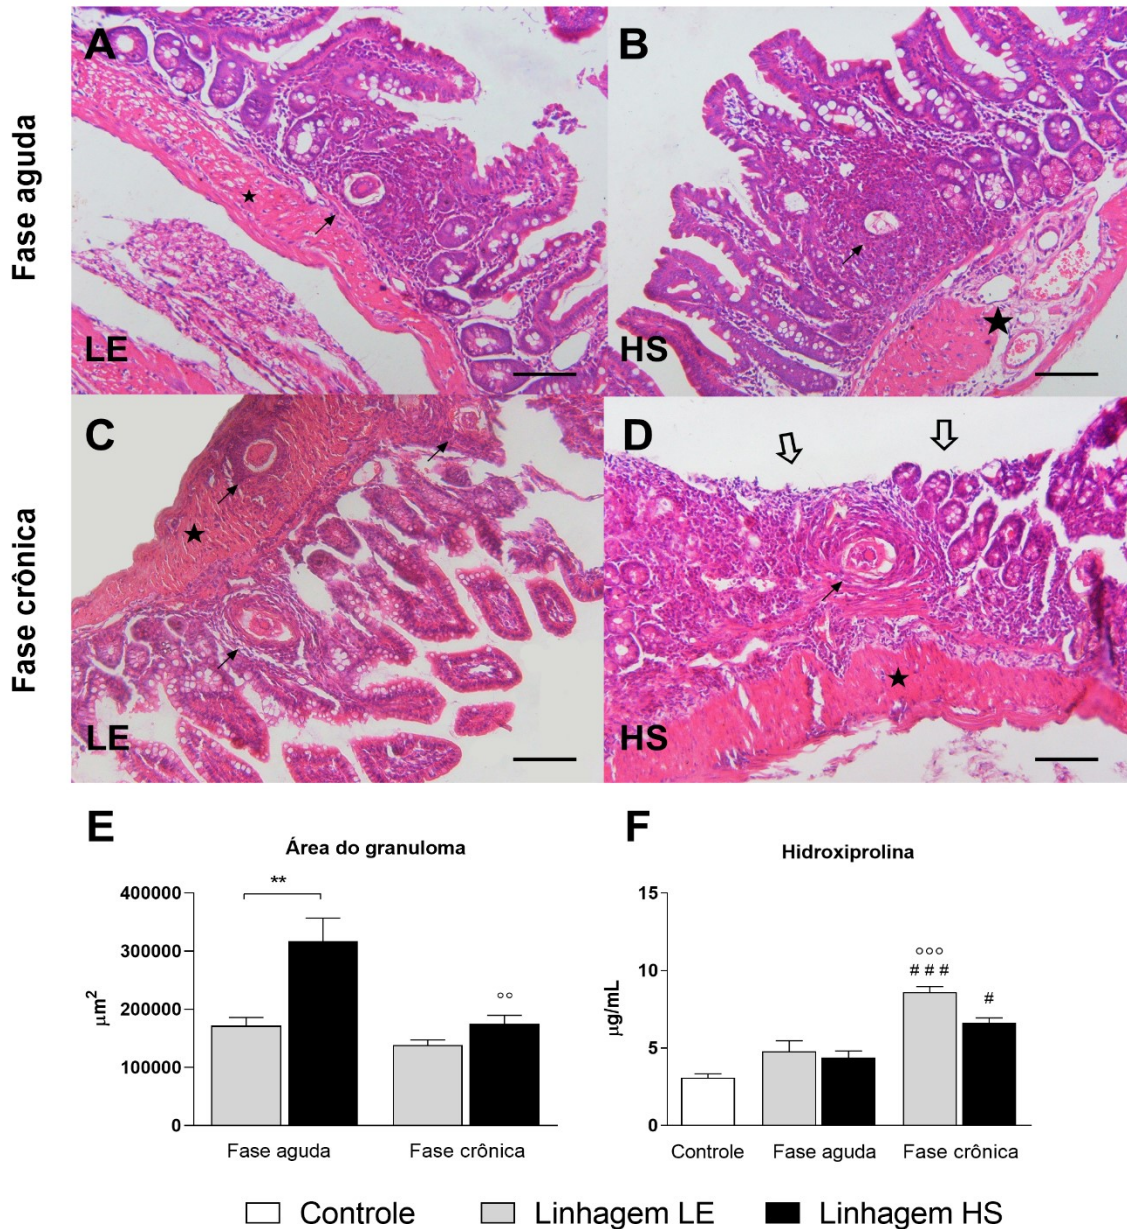 Fase aguda
A
LE
B
HS
Fase crônica
C
LE
D
HS
E
Área do granuloma
400000
300000
200000
100000
0
µm²
**
°°
Fase aguda
Fase crônica
F
Hidroxiprolina
15
10
5
0
µg/mL
°°°
# # #
#
Controle
Fase aguda
Fase crônica
Controle
Linhagem LE
Linhagem HS